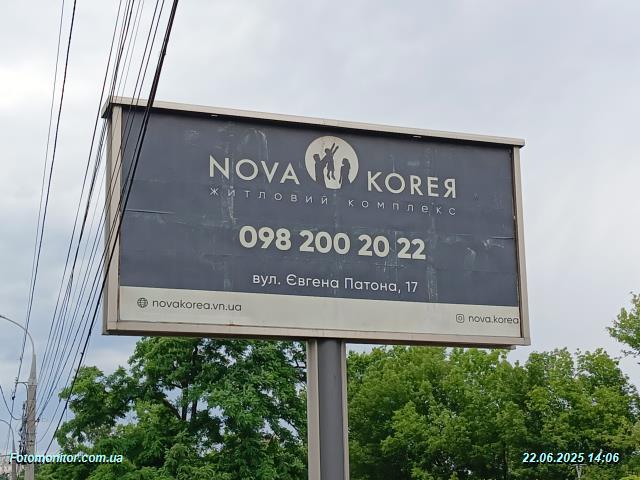 NOVA KOREЯ
ЖИТЛОВИЙ КОМПЛЕКС
098 200 20 22
вул. Євгена Патона, 17
novakorea.vn.ua
nova.korea
Fotomonitor.com.ua
22.06.2025 14:06